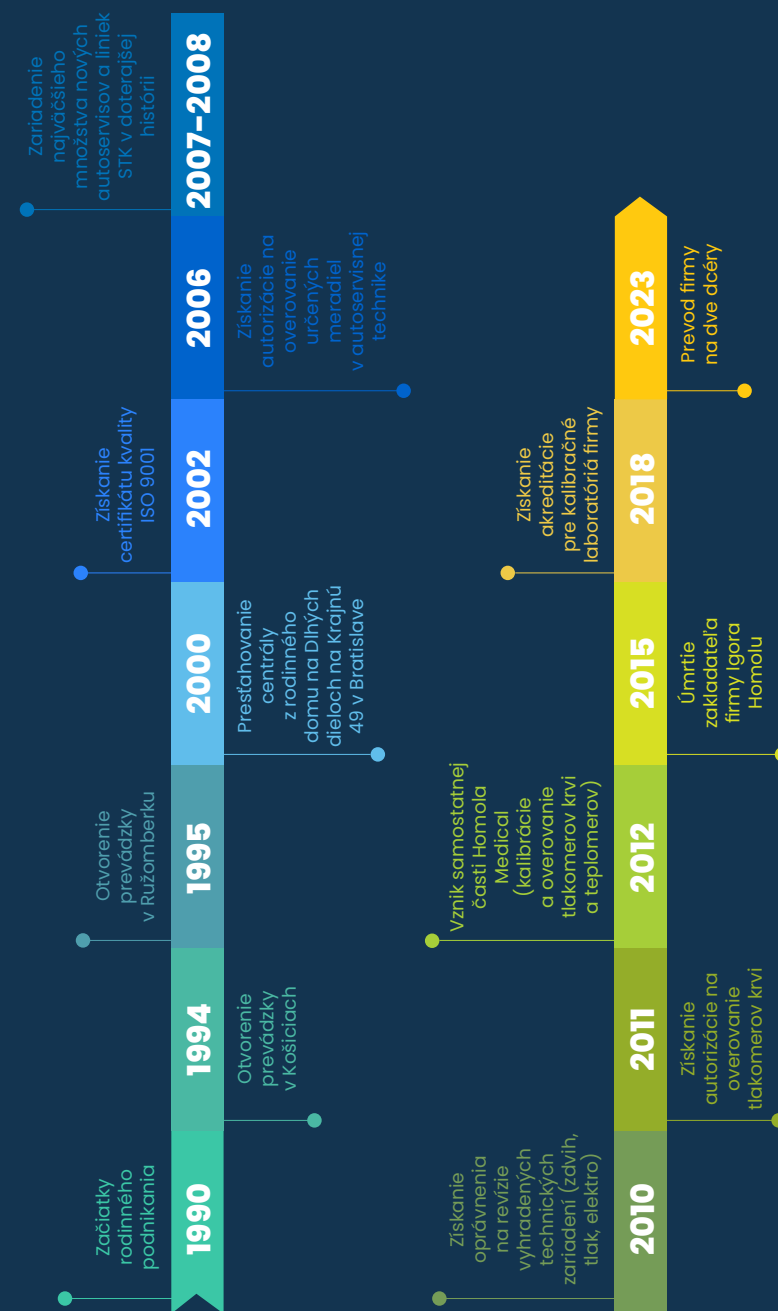 1990
Začiatky
rodinného
podnikania
1994
Otvorenie
prevádzky
v Košiciach
1995
Otvorenie
prevádzky
v Ružomberku
2000
Presťahovanie
centrály
z rodinného
domu na Dlhých
dieloch na Krajnú
49 v Bratislave
2002
Získanie
certifikátu kvality
ISO 9001
2006
Získanie
autorizácie na
overovanie
určených
meradiel
v autoservisnej
technike
2007–2008
Zariadenie
najväčšieho
množstva nových
autoservisov a liniek
STK v doterajšej
histórii
2010
Získanie
oprávnenia
na revízie
vyhradených
technických
zariadení (zdvih,
tlak, elektro)
2011
Získanie
autorizácie na
overovanie
tlakomerov krvi
2012
Vznik samostatnej
časti Homola
Medical
(kalibrácie
a overovanie
tlakomerov krvi
a teplomerov)
2015
Úmrtie
zakladateľa
firmy Igora
Homolu
2018
Získanie
akreditácie
pre kalibračné
laboratóriá firmy
2023
Prevod firmy
na dve dcéry